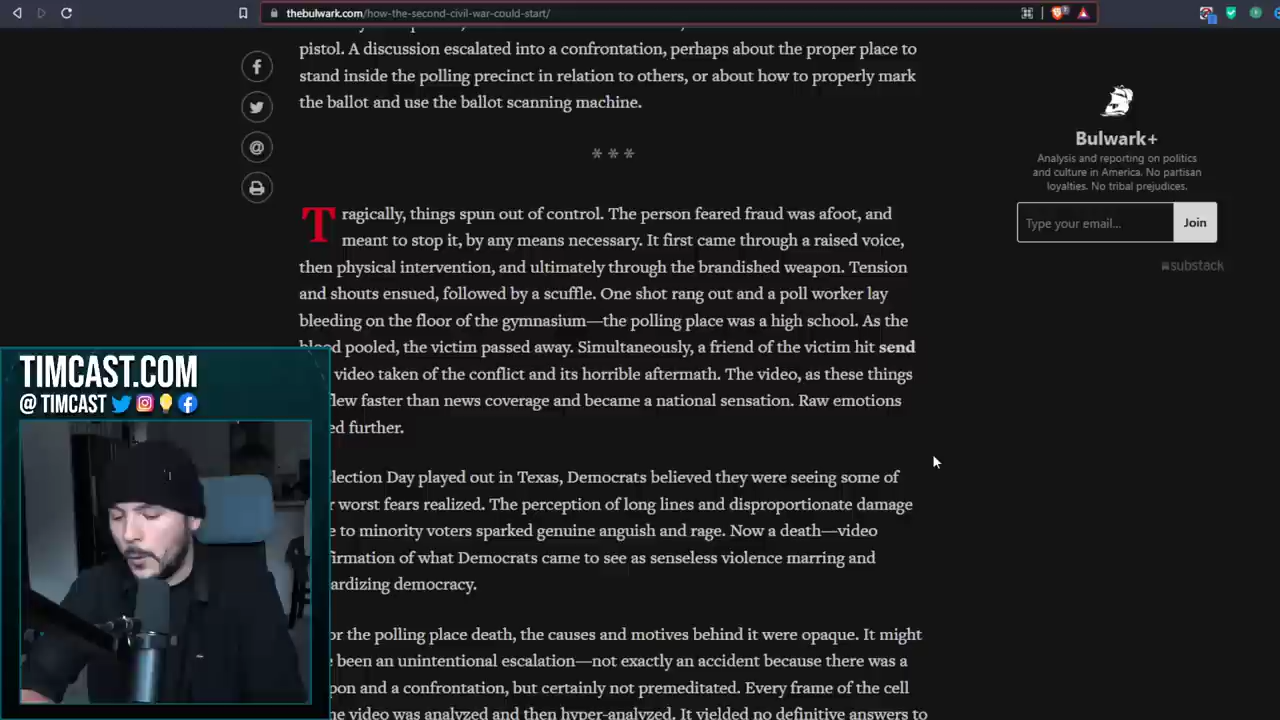 thebulwark.com/how-the-second-civil-war-could-start/
pistol. A discussion escalated into a confrontation, perhaps about the proper place to
stand inside the polling precinct in relation to others, or about how to properly mark
the ballot and use the ballot scanning machine.
***
Tragically, things spun out of control. The person feared fraud was afoot, and
meant to stop it, by any means necessary. It first came through a raised voice,
then physical intervention, and ultimately through the brandished weapon. Tension
and shouts ensued, followed by a scuffle. One shot rang out and a poll worker lay
bleeding on the floor of the gymnasium—the polling place was a high school. As the
blood pooled, the victim passed away. Simultaneously, a friend of the victim hit send
video taken of the conflict and its horrible aftermath. The video, as these things
flew faster than news coverage and became a national sensation. Raw emotions
ed further.
lection Day played out in Texas, Democrats believed they were seeing some of
r worst fears realized. The perception of long lines and disproportionate damage
e to minority voters sparked genuine anguish and rage. Now a death—video
firmation of what Democrats came to see as senseless violence marring and
ardizing democracy.
or the polling place death, the causes and motives behind it were opaque. It might
e been an unintentional escalation—not exactly an accident because there was a
pon and a confrontation, but certainly not premeditated. Every frame of the cell
ne video was analyzed and then hyper-analyzed. It yielded no definitive answers to
Bulwark+
Analysis and reporting on politics
and culture in America. No partisan
loyalties. No tribal prejudices.
Type your email...
Join
substack
TIMCAST.COM
@ TIMCAST